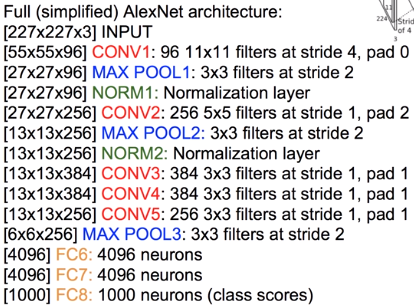 Full (simplified) AlexNet architecture:
[227x227x3] INPUT
[55x55x96] CONV1: 96 11x11 filters at stride 4, pad 0
[27x27x96] MAX POOL1: 3x3 filters at stride 2
[27x27x96] NORM1: Normalization layer
[27x27x256] CONV2: 256 5x5 filters at stride 1, pad 2
[13x13x256] MAX POOL2: 3x3 filters at stride 2
[13x13x256] NORM2: Normalization layer
[13x13x384] CONV3: 384 3x3 filters at stride 1, pad 1
[13x13x384] CONV4: 384 3x3 filters at stride 1, pad 1
[13x13x256] CONV5: 256 3x3 filters at stride 1, pad 1
[6x6x256] MAX POOL3: 3x3 filters at stride 2
[4096] FC6: 4096 neurons
[4096] FC7: 4096 neurons
[1000] FC8: 1000 neurons (class scores)
11
224
Strid
of 4
3